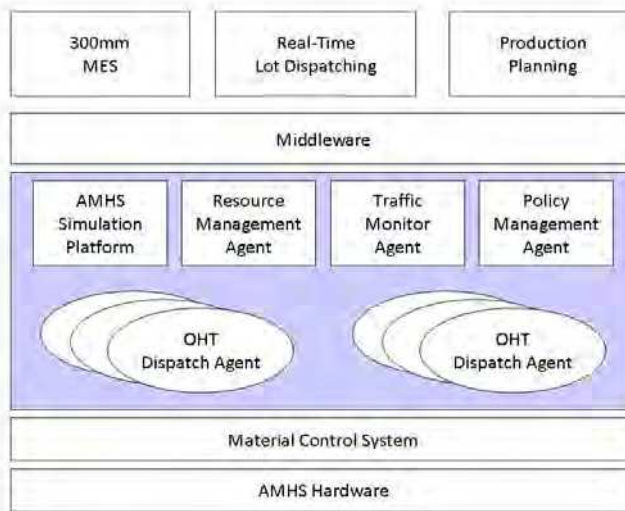 300mm
MES
Real-Time
Lot Dispatching
Production
Planning
Middleware
AMHS
Simulation
Platform
Resource
Management
Agent
Traffic
Monitor
Agent
Policy
Management
Agent
OHT
Dispatch Agent
OHT
Dispatch Agent
Material Control System
AMHS Hardware